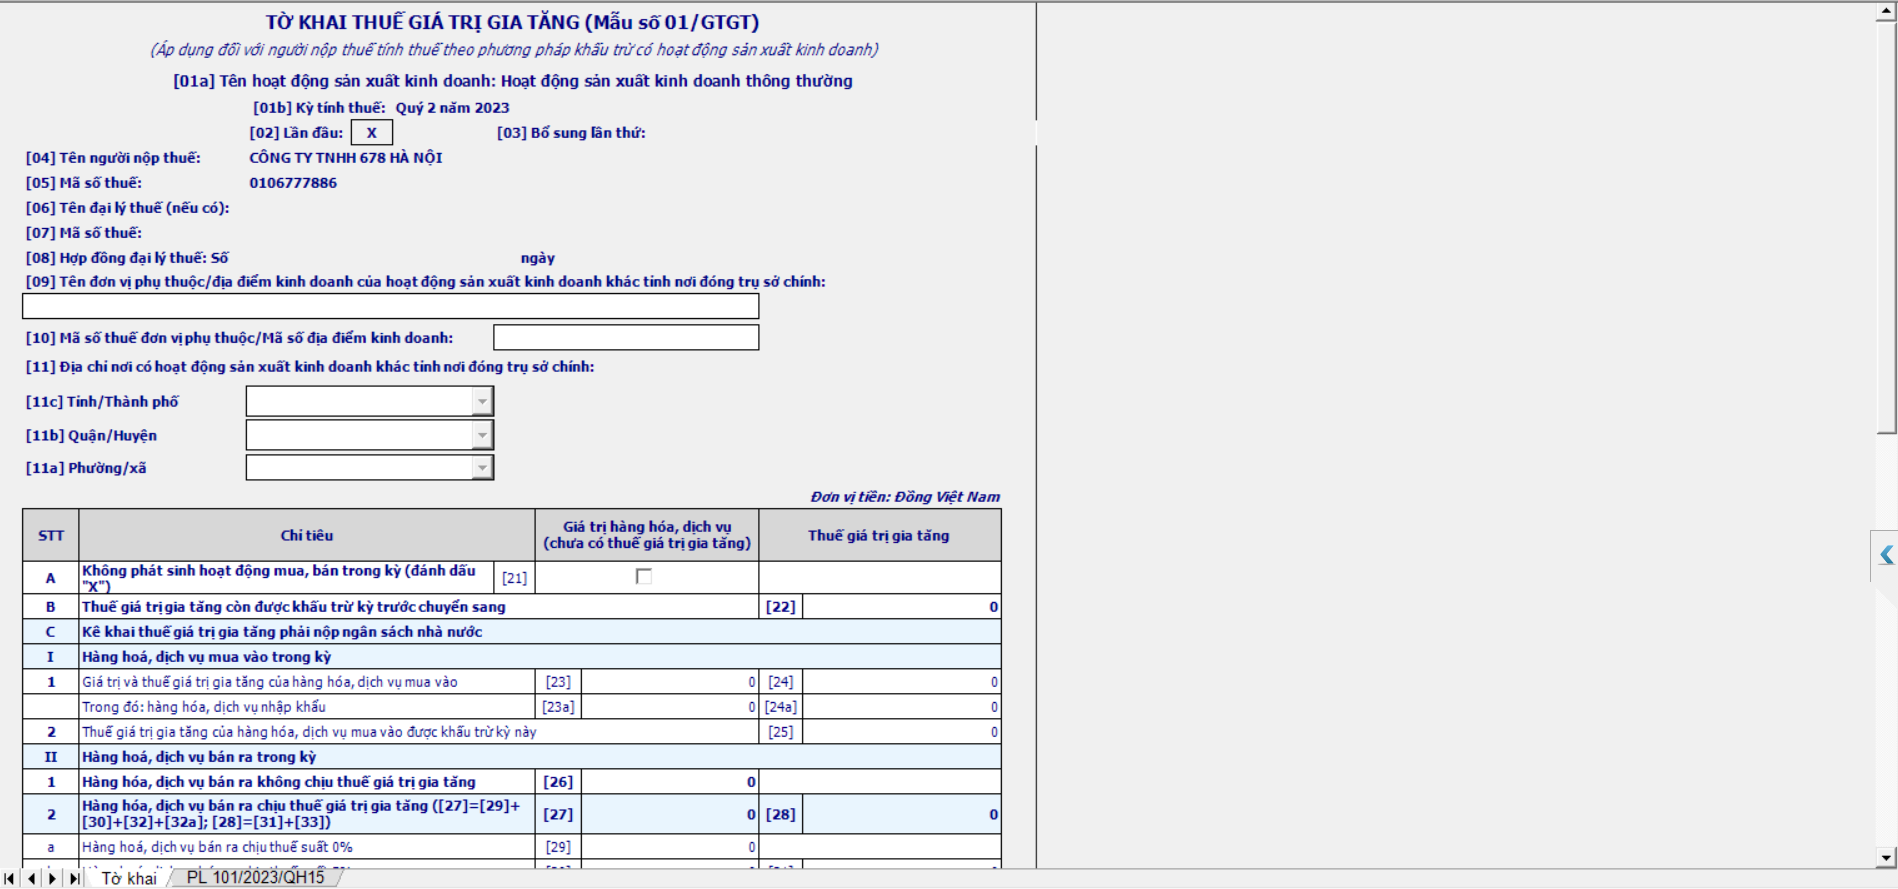 TỜ KHAI THUẾ GIÁ TRỊ GIA TĂNG (Mẫu số 01/GTGT)
(Áp dụng đối với người nộp thuế tính thuế theo phương pháp khấu trừ có hoạt động sản xuất kinh doanh)
[01a] Tên hoạt động sản xuất kinh doanh: Hoạt động sản xuất kinh doanh thông thường
[01b] Kỳ tính thuế: Quý 2 năm 2023
[02] Lần đầu: X [03] Bổ sung lần thứ:
[04] Tên người nộp thuế: CÔNG TY TNHH 678 HÀ NỘI
[05] Mã số thuế: 0106777886
[06] Tên đại lý thuế (nếu có):
[07] Mã số thuế:
[08] Hợp đồng đại lý thuế: Số ngày
[09] Tên đơn vị phụ thuộc/địa điểm kinh doanh của hoạt động sản xuất kinh doanh khác tỉnh nơi đóng trụ sở chính:
[10] Mã số thuế đơn vị phụ thuộc/Mã số địa điểm kinh doanh:
[11] Địa chỉ nơi có hoạt động sản xuất kinh doanh khác tỉnh nơi đóng trụ sở chính:
[11c] Tỉnh/Thành phố
[11b] Quận/Huyện
[11a] Phường/xã
Đơn vị tiền: Đồng Việt Nam
STT Chỉ tiêu Giá trị hàng hóa, dịch vụ (chưa có thuế giá trị gia tăng) Thuế giá trị gia tăng
A Không phát sinh hoạt động mua, bán trong kỳ (đánh dấu "X") [21]
B Thuế giá trị gia tăng còn được khấu trừ kỳ trước chuyển sang [22] 0
C Kê khai thuế giá trị gia tăng phải nộp ngân sách nhà nước
I Hàng hoá, dịch vụ mua vào trong kỳ
1 Giá trị và thuế giá trị gia tăng của hàng hóa, dịch vụ mua vào [23] 0 [24] 0
Trong đó: hàng hóa, dịch vụ nhập khẩu [23a] 0 [24a] 0
2 Thuế giá trị gia tăng của hàng hóa, dịch vụ mua vào được khấu trừ kỳ này [25] 0
II Hàng hoá, dịch vụ bán ra trong kỳ
1 Hàng hóa, dịch vụ bán ra không chịu thuế giá trị gia tăng [26] 0
2 Hàng hóa, dịch vụ bán ra chịu thuế giá trị gia tăng ([27]=[29]+ [30]+[32]+[32a]; [28]=[31]+[33]) [27] 0 [28] 0
a Hàng hoá, dịch vụ bán ra chịu thuế suất 0% [29] 0
Tờ khai PL 101/2023/QH15